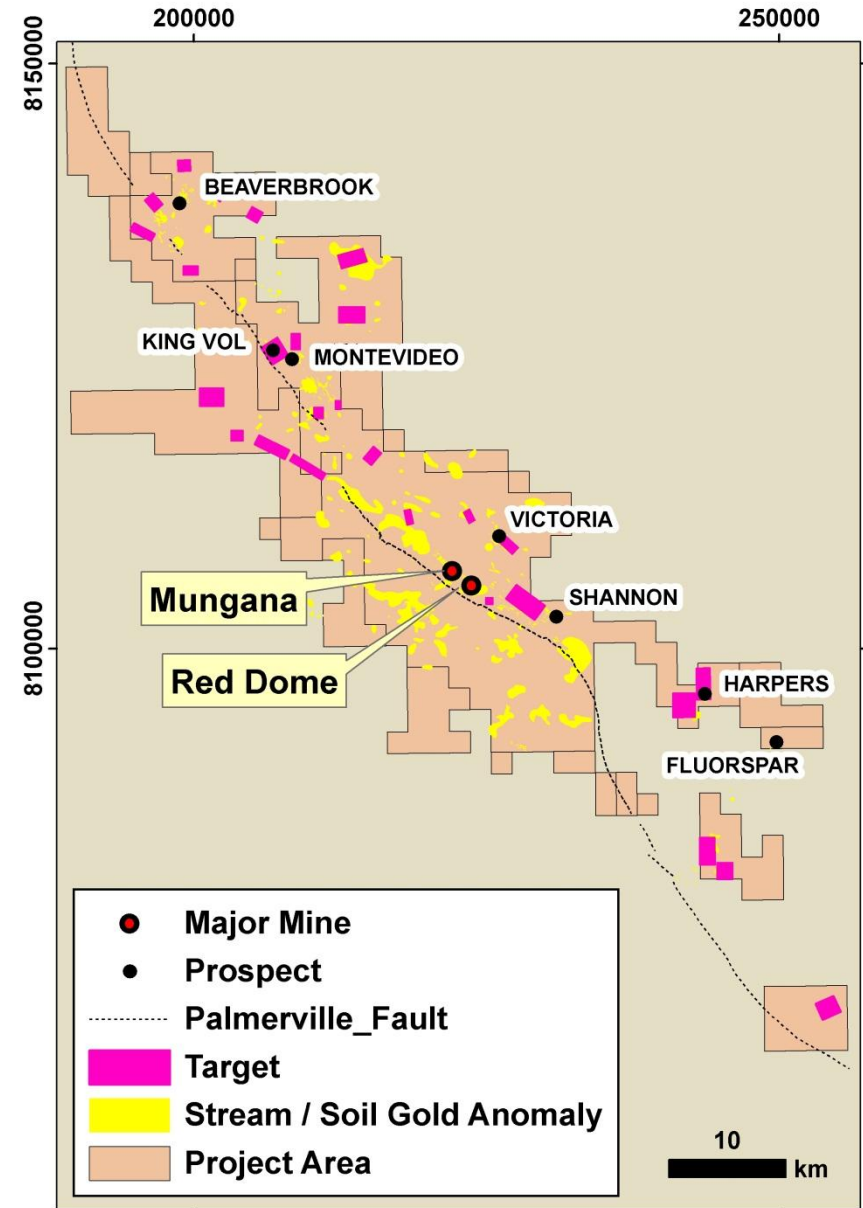 200000
250000
8150000
BEAVERBROOK
KING VOL
MONTEVIDEO
VICTORIA
Mungana
SHANNON
8100000
Red Dome
HARPERS
FLUORSPAR
Major Mine
Prospect
Palmerville_Fault
Target
Stream / Soil Gold Anomaly
Project Area
10
km